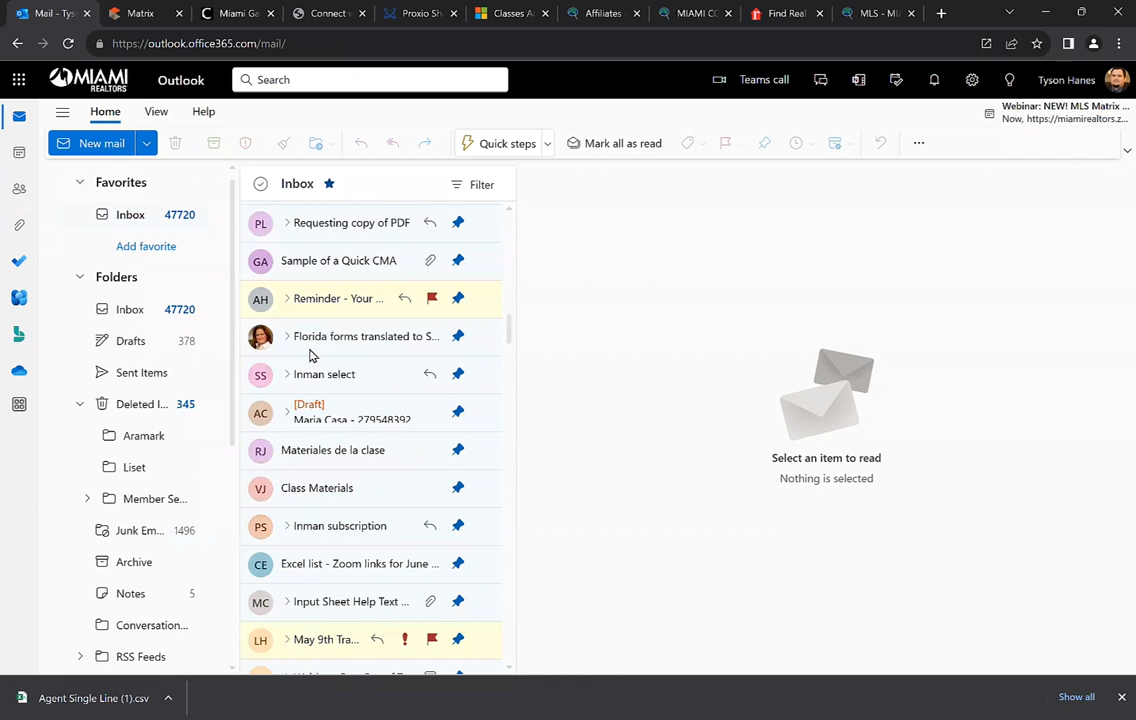 Mail - Tys
Matrix
Miami Ga
Connect w
Proxio Sh
Classes A
Affiliates -
MIAMI CO
Find Real
MLS - MI
https://outlook.office365.com/mail/
MIAMI
REALTORS
Outlook
Search
Teams call
Tyson Hanes
Home
View
Help
Webinar: NEW! MLS Matrix ...
Now, https://miamirealtors.z...
New mail
Quick steps
Mark all as read
Favorites
Inbox 47720
Add favorite
Folders
Inbox 47720
Drafts 378
Sent Items
Deleted I... 345
Aramark
Liset
Member Se...
Junk Em... 1496
Archive
Notes 5
Conversation...
RSS Feeds
Inbox
Filter
PL Requesting copy of PDF
GA Sample of a Quick CMA
AH Reminder - Your ...
Florida forms translated to S...
SS Inman select
AC [Draft]
Maria Casa - 279548392
RJ Materiales de la clase
VJ Class Materials
PS Inman subscription
CE Excel list - Zoom links for June ...
MC Input Sheet Help Text ...
LH May 9th Tra...
Select an item to read
Nothing is selected
Agent Single Line (1).csv
Show all